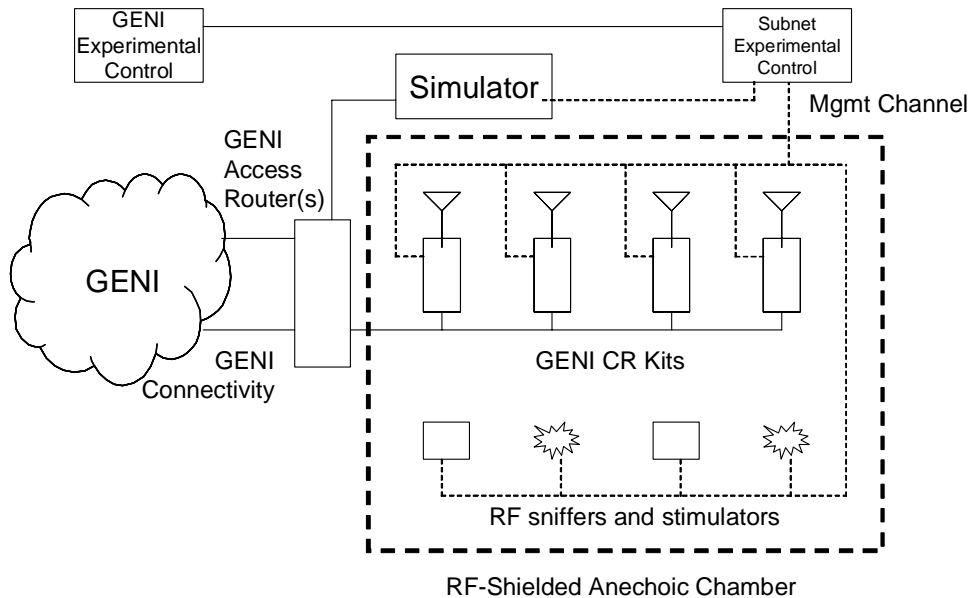 GENI
Experimental
Control
Subnet
Experimental
Control
Simulator
Mgmt Channel
GENI
Access
Router(s)
GENI
GENI
Connectivity
GENI CR Kits
RF sniffers and stimulators
RF-Shielded Anechoic Chamber